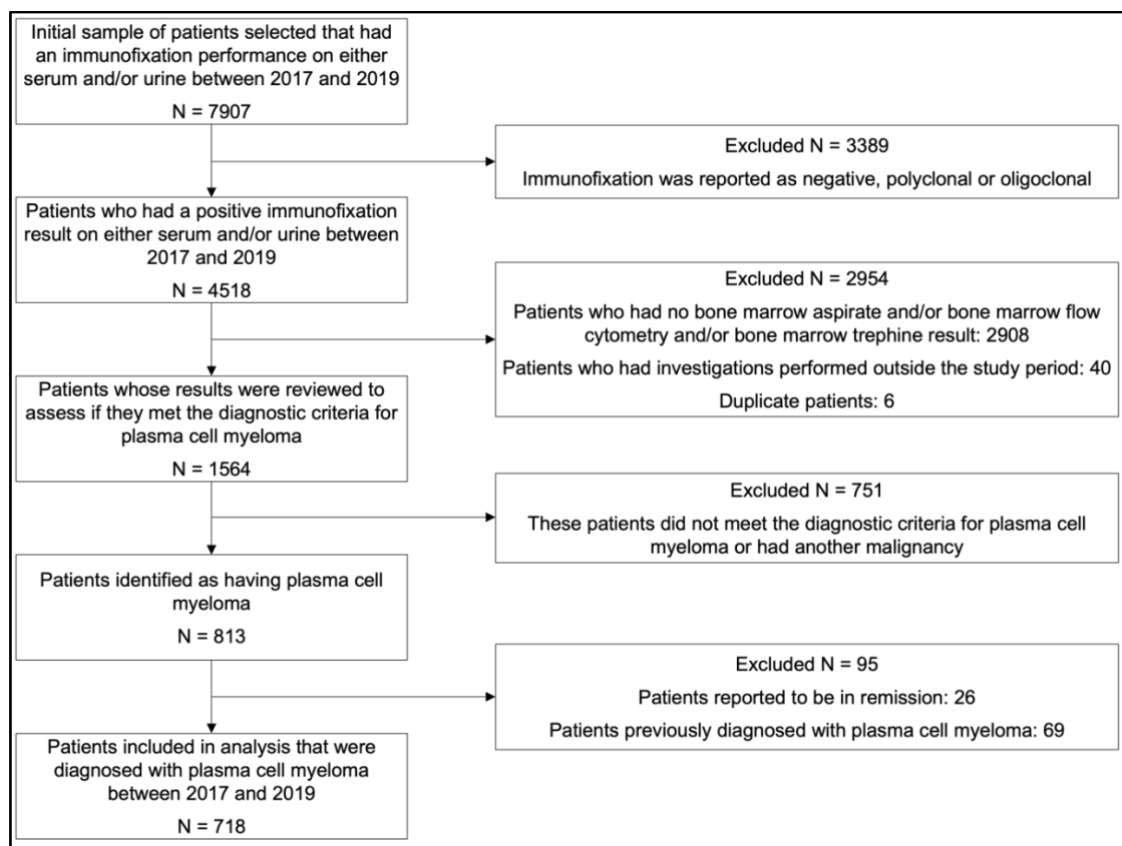 Initial sample of patients selected that had
an immunofixation performance on either
serum and/or urine between 2017 and 2019
N = 7907
Excluded N = 3389
Immunofixation was reported as negative, polyclonal or oligoclonal
Patients who had a positive immunofixation
result on either serum and/or urine between
2017 and 2019
N = 4518
Excluded N = 2954
Patients who had no bone marrow aspirate and/or bone marrow flow
cytometry and/or bone marrow trephine result: 2908
Patients who had investigations performed outside the study period: 40
Duplicate patients: 6
Patients whose results were reviewed to
assess if they met the diagnostic criteria for
plasma cell myeloma
N = 1564
Excluded N = 751
These patients did not meet the diagnostic criteria for plasma cell
myeloma or had another malignancy
Patients identified as having plasma cell
myeloma
N = 813
Excluded N = 95
Patients reported to be in remission: 26
Patients previously diagnosed with plasma cell myeloma: 69
Patients included in analysis that were
diagnosed with plasma cell myeloma
between 2017 and 2019
N = 718